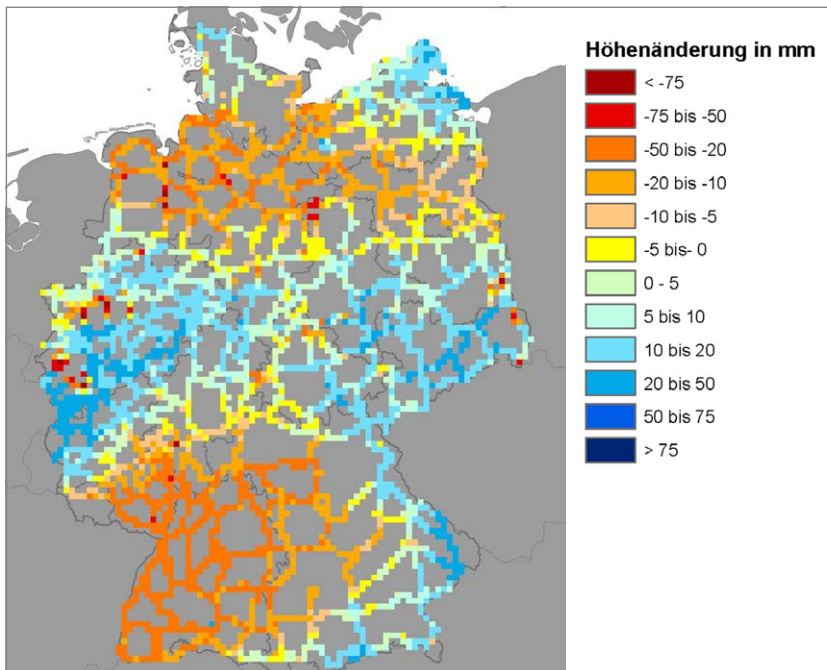 Höhenänderung in mm
< -75
-75 bis -50
-50 bis -20
-20 bis -10
-10 bis -5
-5 bis- 0
0 - 5
5 bis 10
10 bis 20
20 bis 50
50 bis 75
> 75